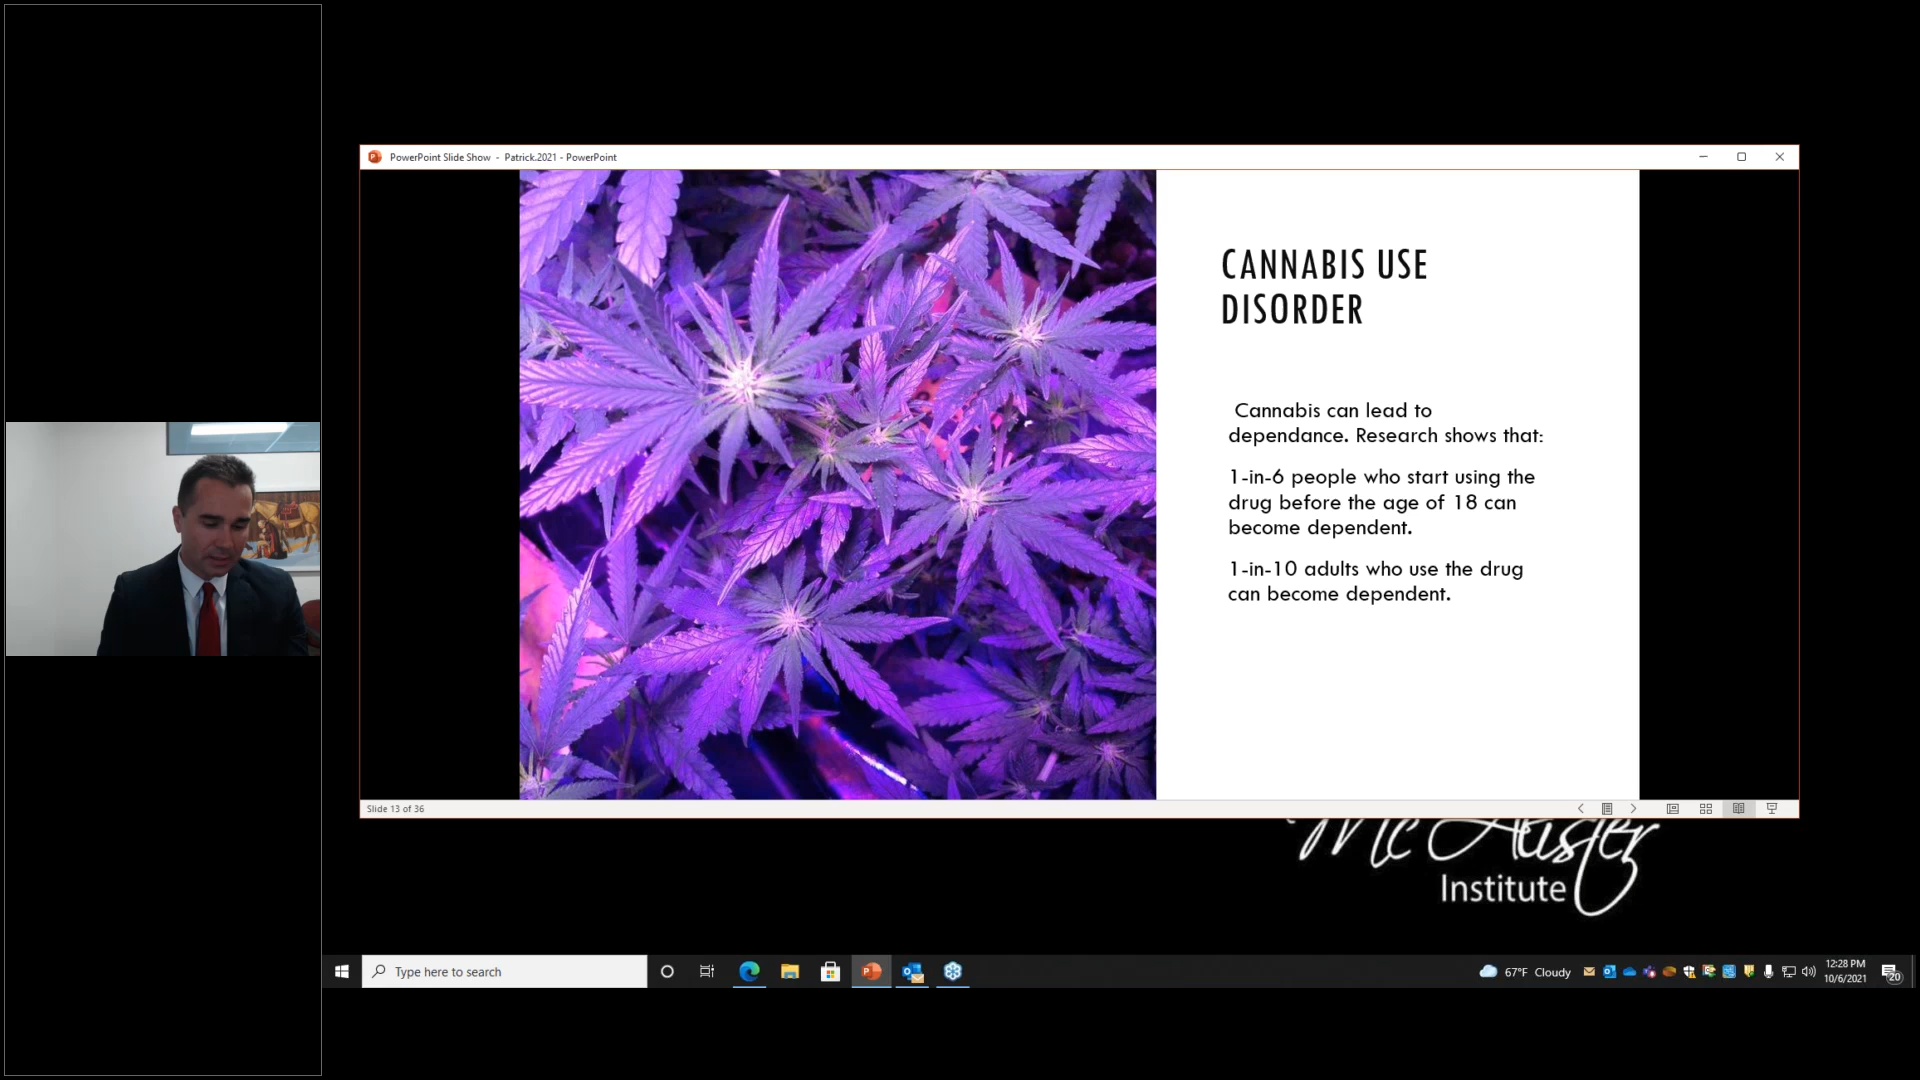 PowerPoint Slide Show - Patrick.2021 - PowerPoint
CANNABIS USE
DISORDER
Cannabis can lead to
dependance. Research shows that:
1-in-6 people who start using the
drug before the age of 18 can
become dependent.
1-in-10 adults who use the drug
can become dependent.
Slide 13 of 36
McAlister
Institute
Type here to search
67°F Cloudy
12:28 PM
10/6/2021
20